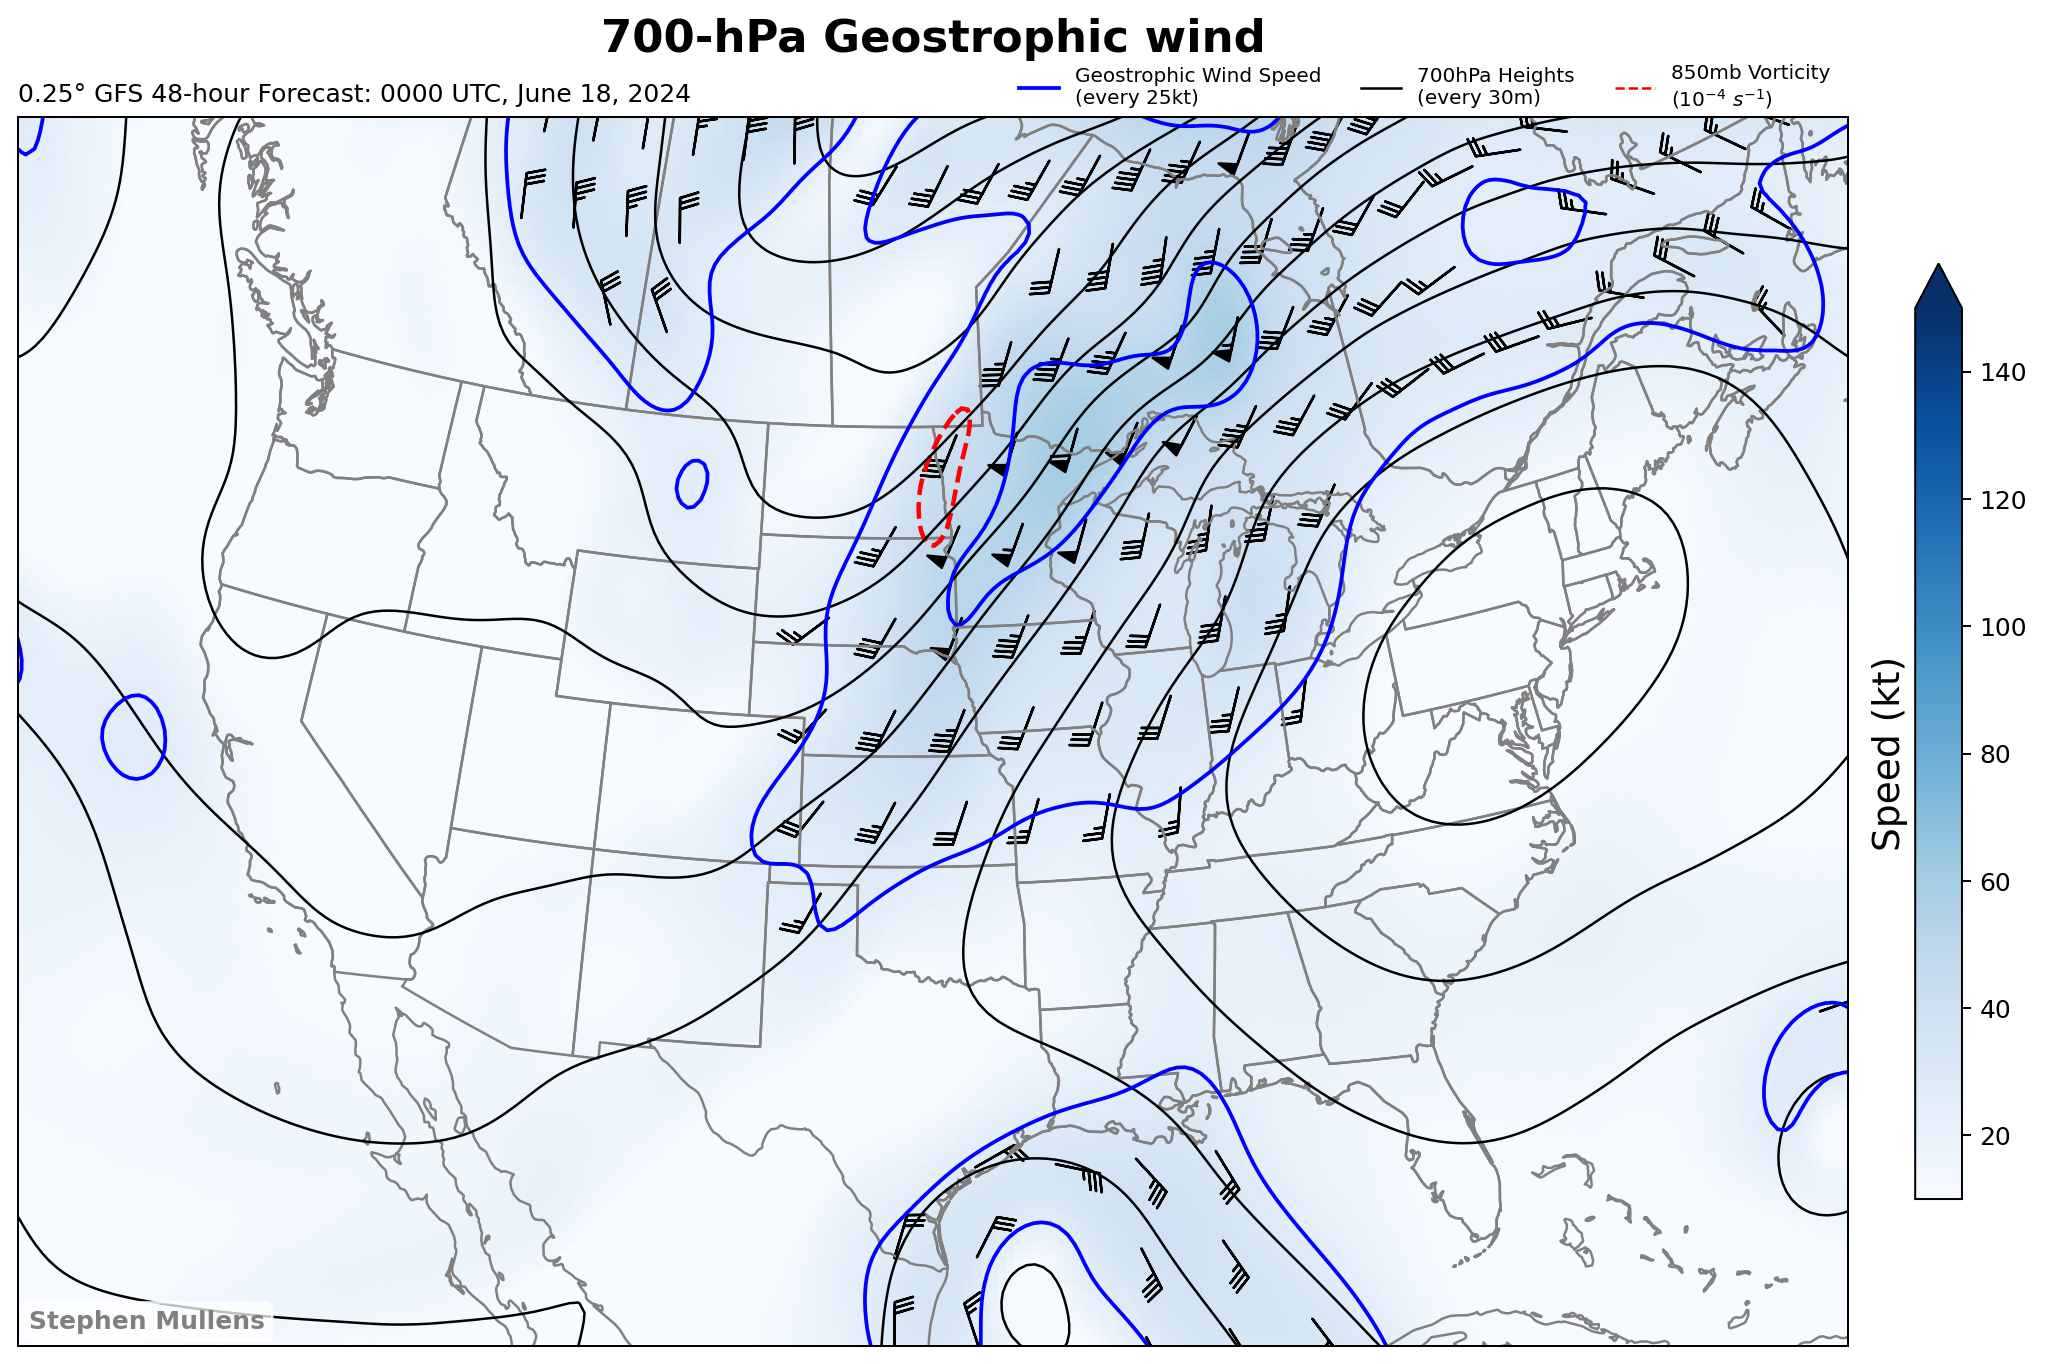 700-hPa Geostrophic wind
0.25° GFS 48-hour Forecast: 0000 UTC, June 18, 2024
Geostrophic Wind Speed
(every 25kt)
700hPa Heights
(every 30m)
850mb Vorticity
(10⁻⁴ s⁻¹)
140
120
100
80
60
40
20
Speed (kt)
Stephen Mullens